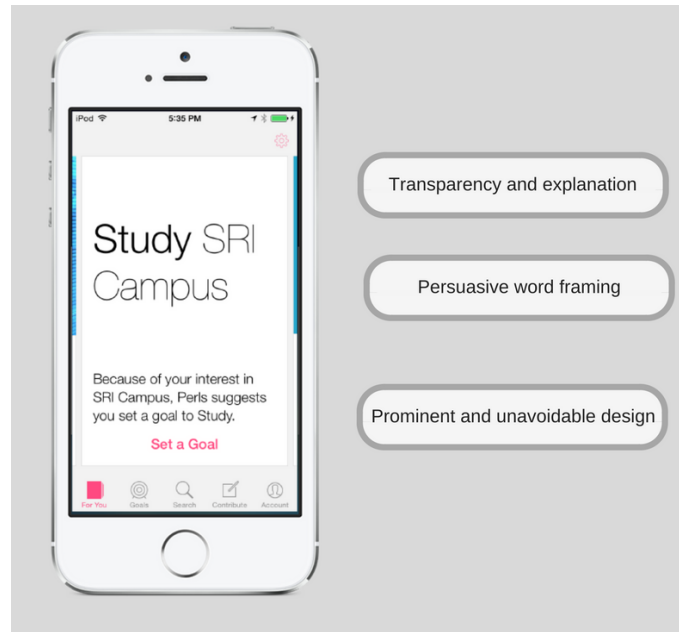 iPod 5:35 PM
Study SRI
Campus
Because of your interest in
SRI Campus, Perls suggests
you set a goal to Study.
Set a Goal
For You Goals Search Contribute Account
Transparency and explanation
Persuasive word framing
Prominent and unavoidable design